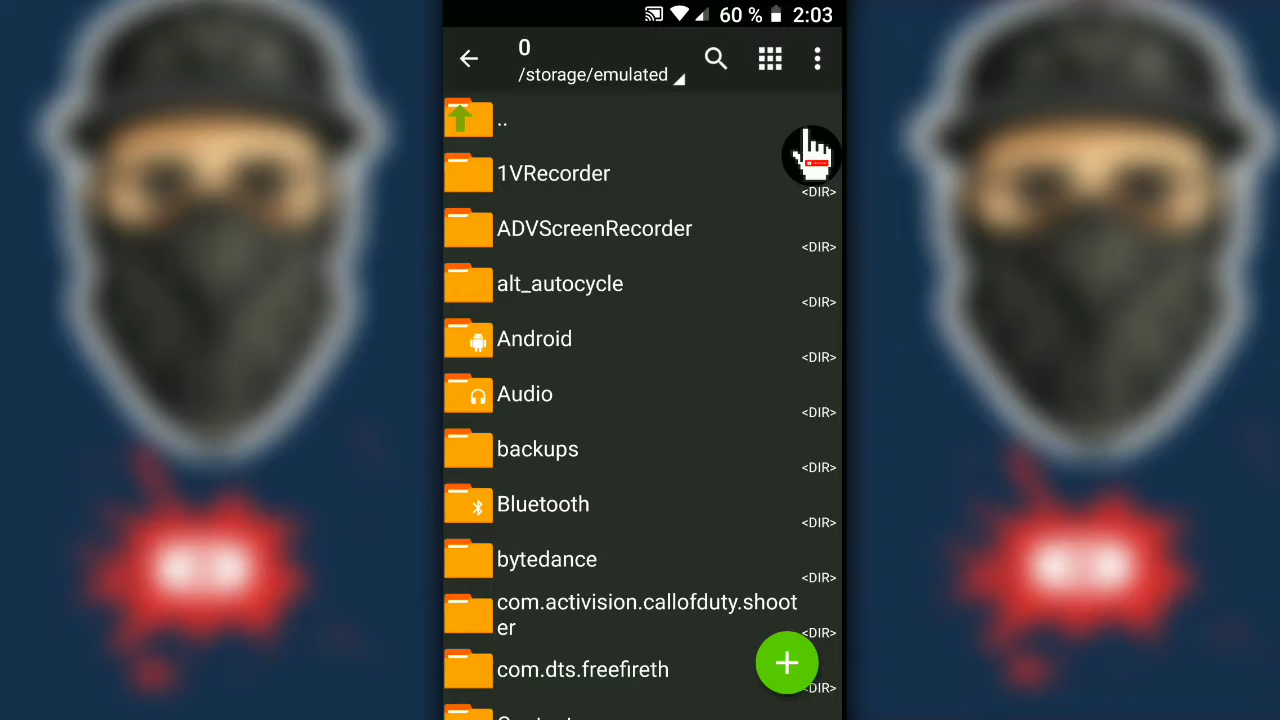 60 % 2:03
0
/storage/emulated
..
1VRecorder
<DIR>
ADVScreenRecorder
<DIR>
alt_autocycle
<DIR>
Android
<DIR>
Audio
<DIR>
backups
<DIR>
Bluetooth
<DIR>
bytedance
<DIR>
com.activision.callofduty.shoot
er
<DIR>
com.dts.freefireth
<DIR>